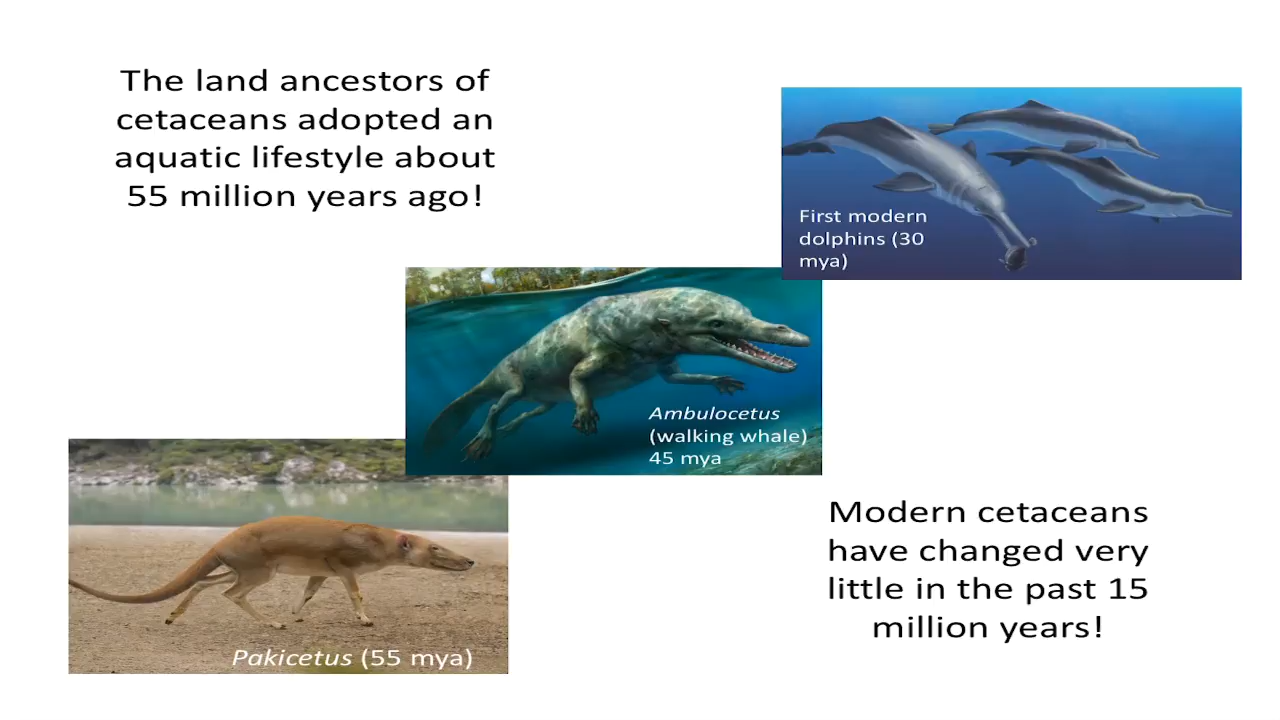 The land ancestors of
cetaceans adopted an
aquatic lifestyle about
55 million years ago!
First modern
dolphins (30
mya)
Ambulocetus
(walking whale)
45 mya
Pakicetus (55 mya)
Modern cetaceans
have changed very
little in the past 15
million years!